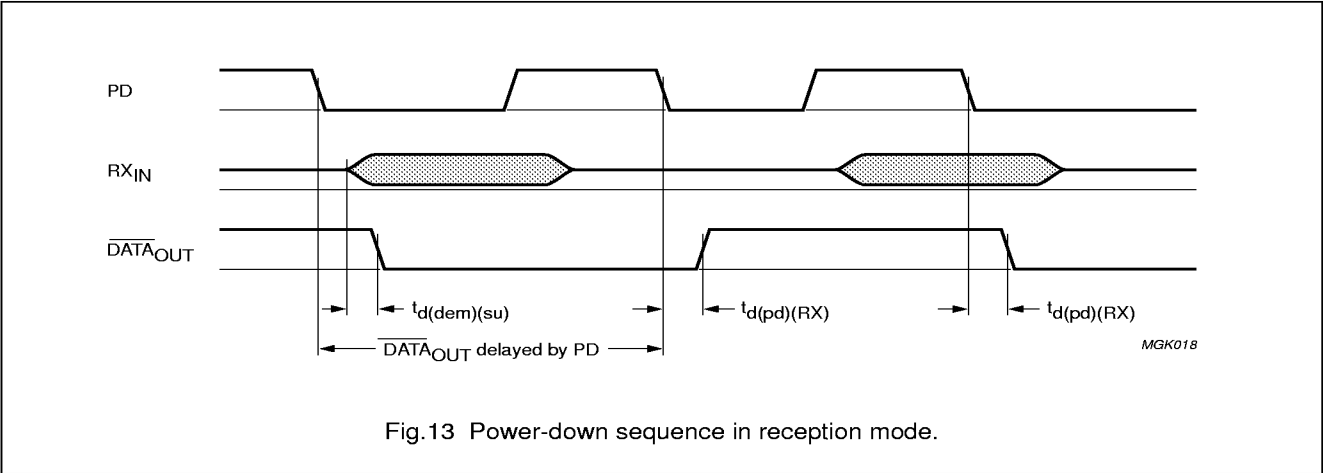 PD
RX_IN
DATA_OUT
t_d(dem)(su)
t_d(pd)(RX)
t_d(pd)(RX)
DATA_OUT delayed by PD
MGK018
Fig.13 Power-down sequence in reception mode.